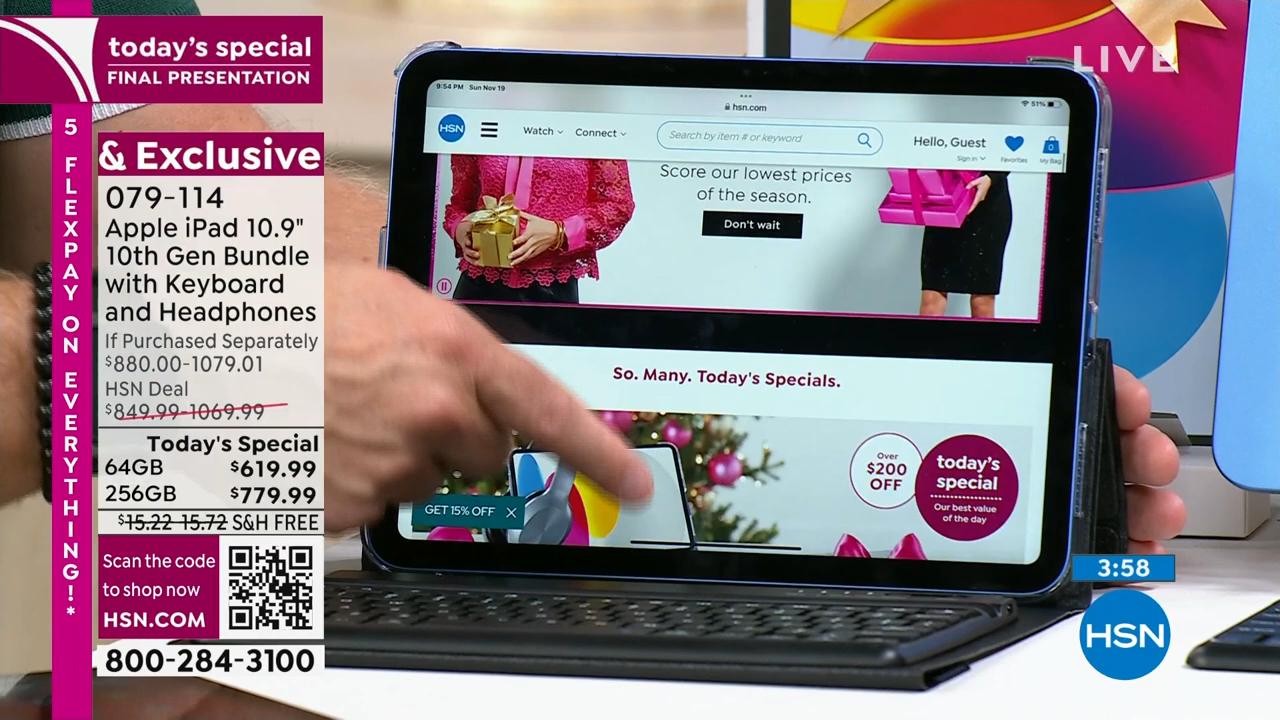 today's special
FINAL PRESENTATION
5 FLEXPAY ON EVERYTHING!*
& Exclusive
079-114
Apple iPad 10.9"
10th Gen Bundle
with Keyboard
and Headphones
If Purchased Separately
$880.00-1079.01
HSN Deal
$849.99-1069.99
Today's Special
64GB $619.99
256GB $779.99
$15.22-15.72 S&H FREE
Scan the code
to shop now
HSN.COM
800-284-3100
LIVE
9:54 PM Sun Nov 19
hsn.com
51%
HSN
Watch
Connect
Search by item # or keyword
Hello, Guest
Sign in
Favorites
0
My Bag
Score our lowest prices
of the season.
Don't wait
So. Many. Today's Specials.
Over
$200
OFF
today's
special
Our best value
of the day
GET 15% OFF X
3:58
HSN